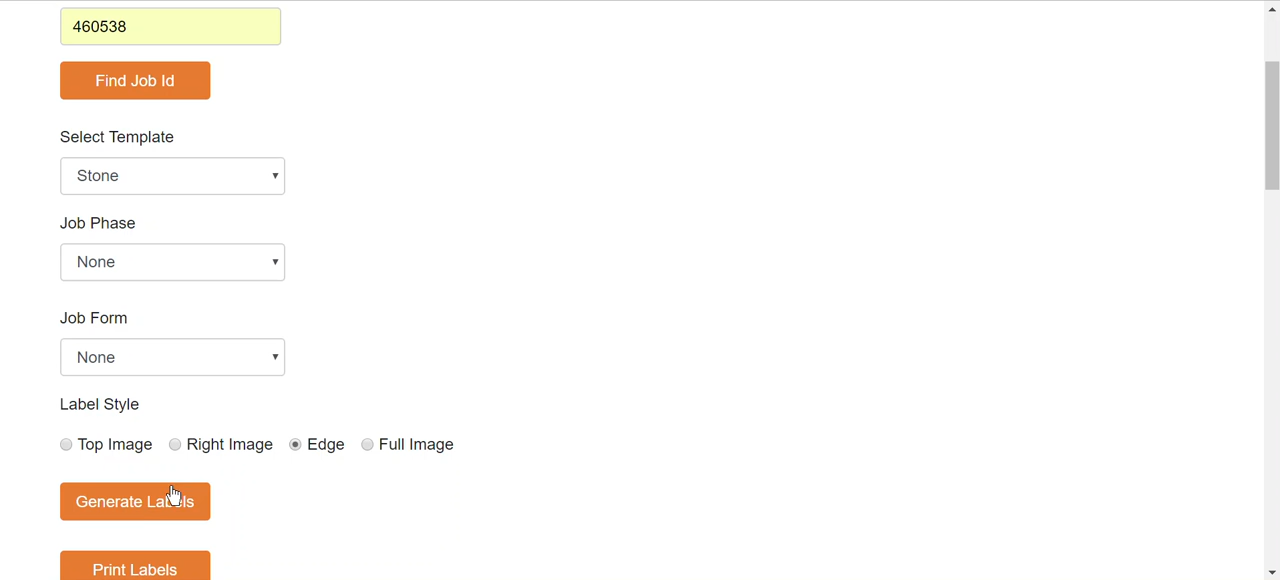 460538
Find Job Id
Select Template
Stone
Job Phase
None
Job Form
None
Label Style
Top Image Right Image Edge Full Image
Generate Labels
Print Labels